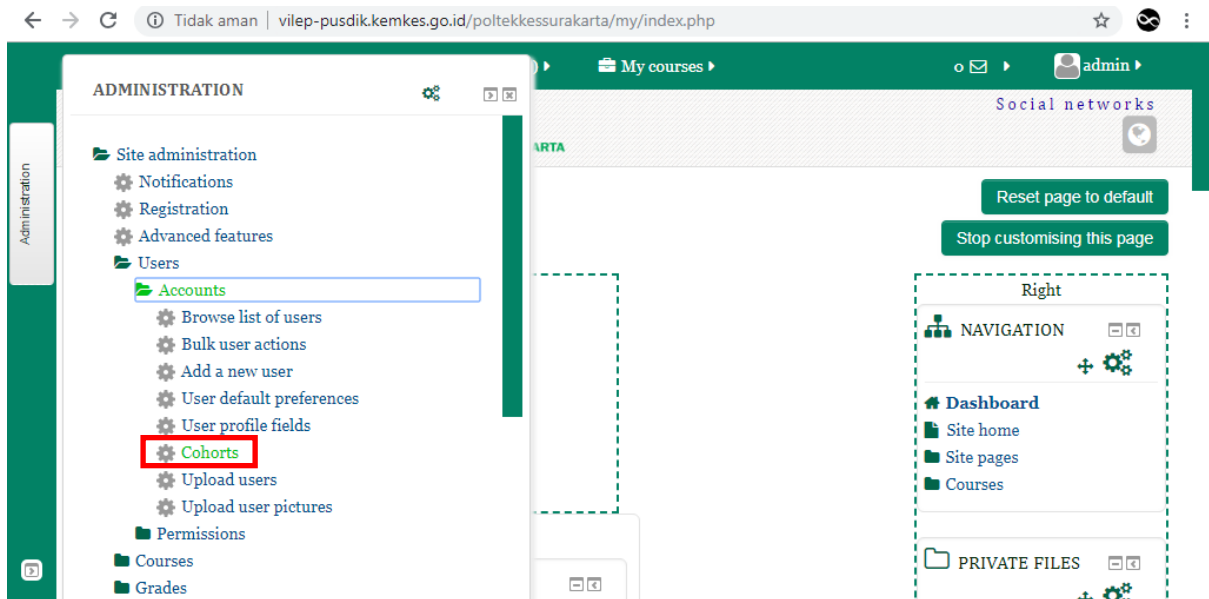 Tidak aman | vilep-pusdik.kemkes.go.id/poltekkessurakarta/my/index.php
My courses
0
admin
ADMINISTRATION
Social networks
ARTA
Administration
Site administration
Notifications
Registration
Advanced features
Users
Accounts
Browse list of users
Bulk user actions
Add a new user
User default preferences
User profile fields
Cohorts
Upload users
Upload user pictures
Permissions
Courses
Grades
Reset page to default
Stop customising this page
Right
NAVIGATION
Dashboard
Site home
Site pages
Courses
PRIVATE FILES